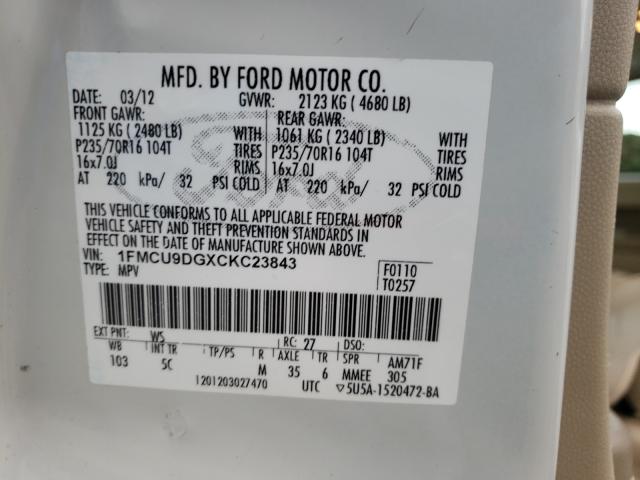 MFD. BY FORD MOTOR CO.
DATE: 03/12 GVWR: 2123 KG ( 4680 LB)
FRONT GAWR: REAR GAWR:
1125 KG ( 2480 LB) WITH 1061 KG ( 2340 LB) WITH
P235/70R16 104T TIRES P235/70R16 104T TIRES
16x7.0J RIMS 16x7.0J RIMS
AT 220 kPa/ 32 PSI COLD AT 220 kPa/ 32 PSI COLD
THIS VEHICLE CONFORMS TO ALL APPLICABLE FEDERAL MOTOR
VEHICLE SAFETY AND THEFT PREVENTION STANDARDS IN
EFFECT ON THE DATE OF MANUFACTURE SHOWN ABOVE.
VIN: 1FMCU9DGXCKC23843 F0110
TYPE: MPV T0257
EXT PNT: WS RC: 27 DSO:
WB INT TR TP/PS R AXLE TR SPR AM71F
103 5C M 35 6 MMEE 305
1201203027470 UTC ▽5U5A-1520472-BA